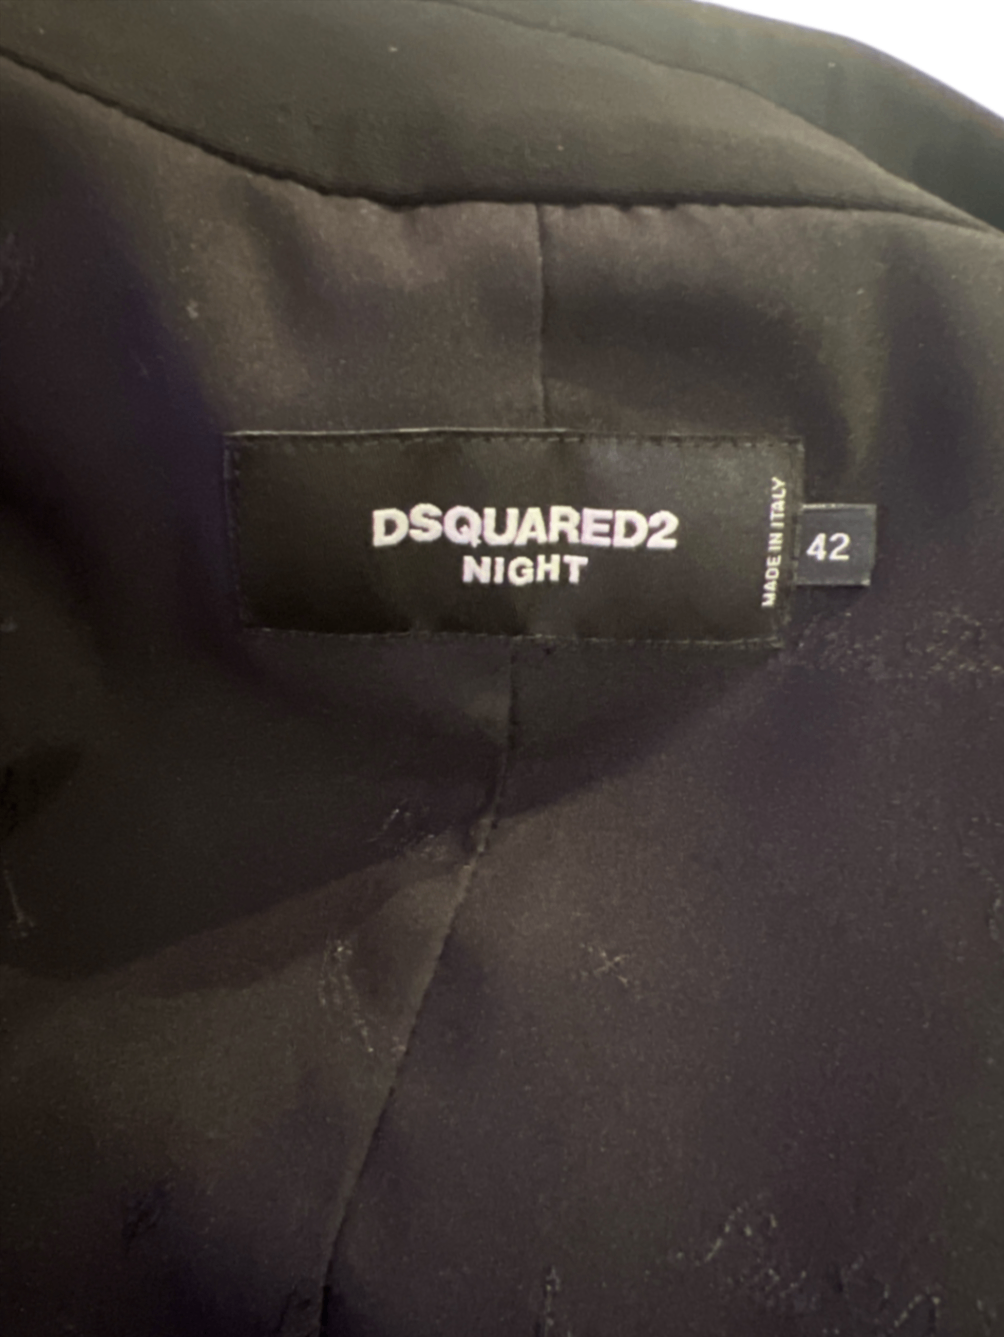 DSQUARED2
NIGHT
MADE IN ITALY
42